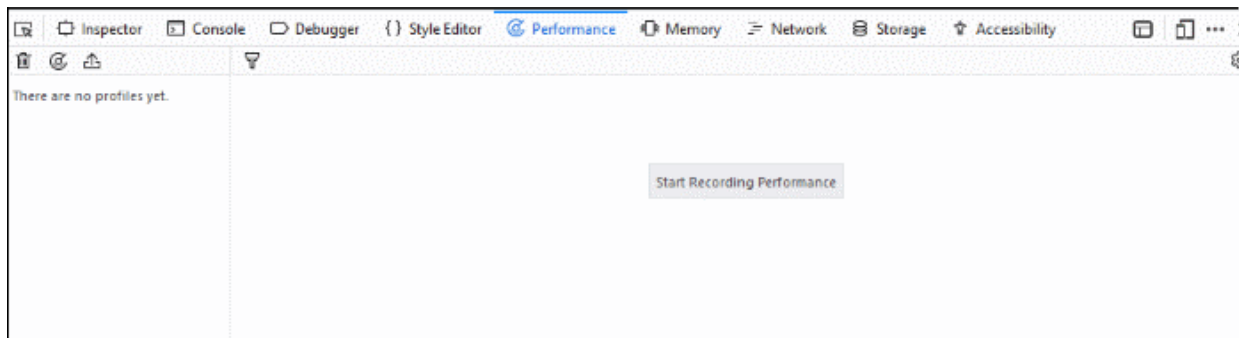 Inspector Console Debugger {} Style Editor Performance Memory Network Storage Accessibility
There are no profiles yet.
Start Recording Performance